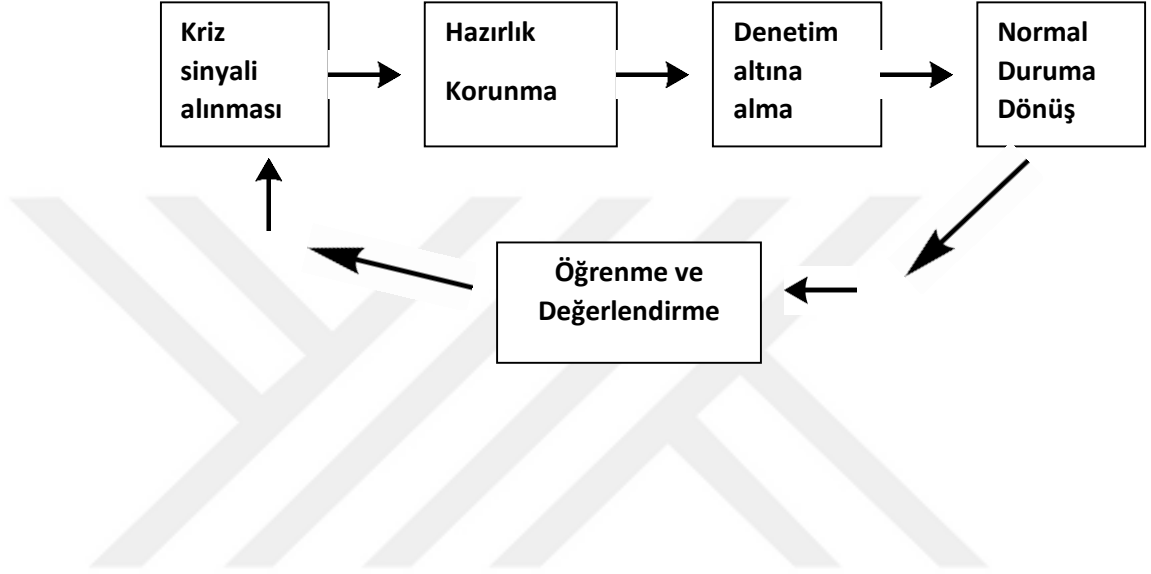 Kriz
sinyali
alınması
Hazırlık
Korunma
Denetim
altına
alma
Normal
Duruma
Dönüş
Öğrenme ve
Değerlendirme